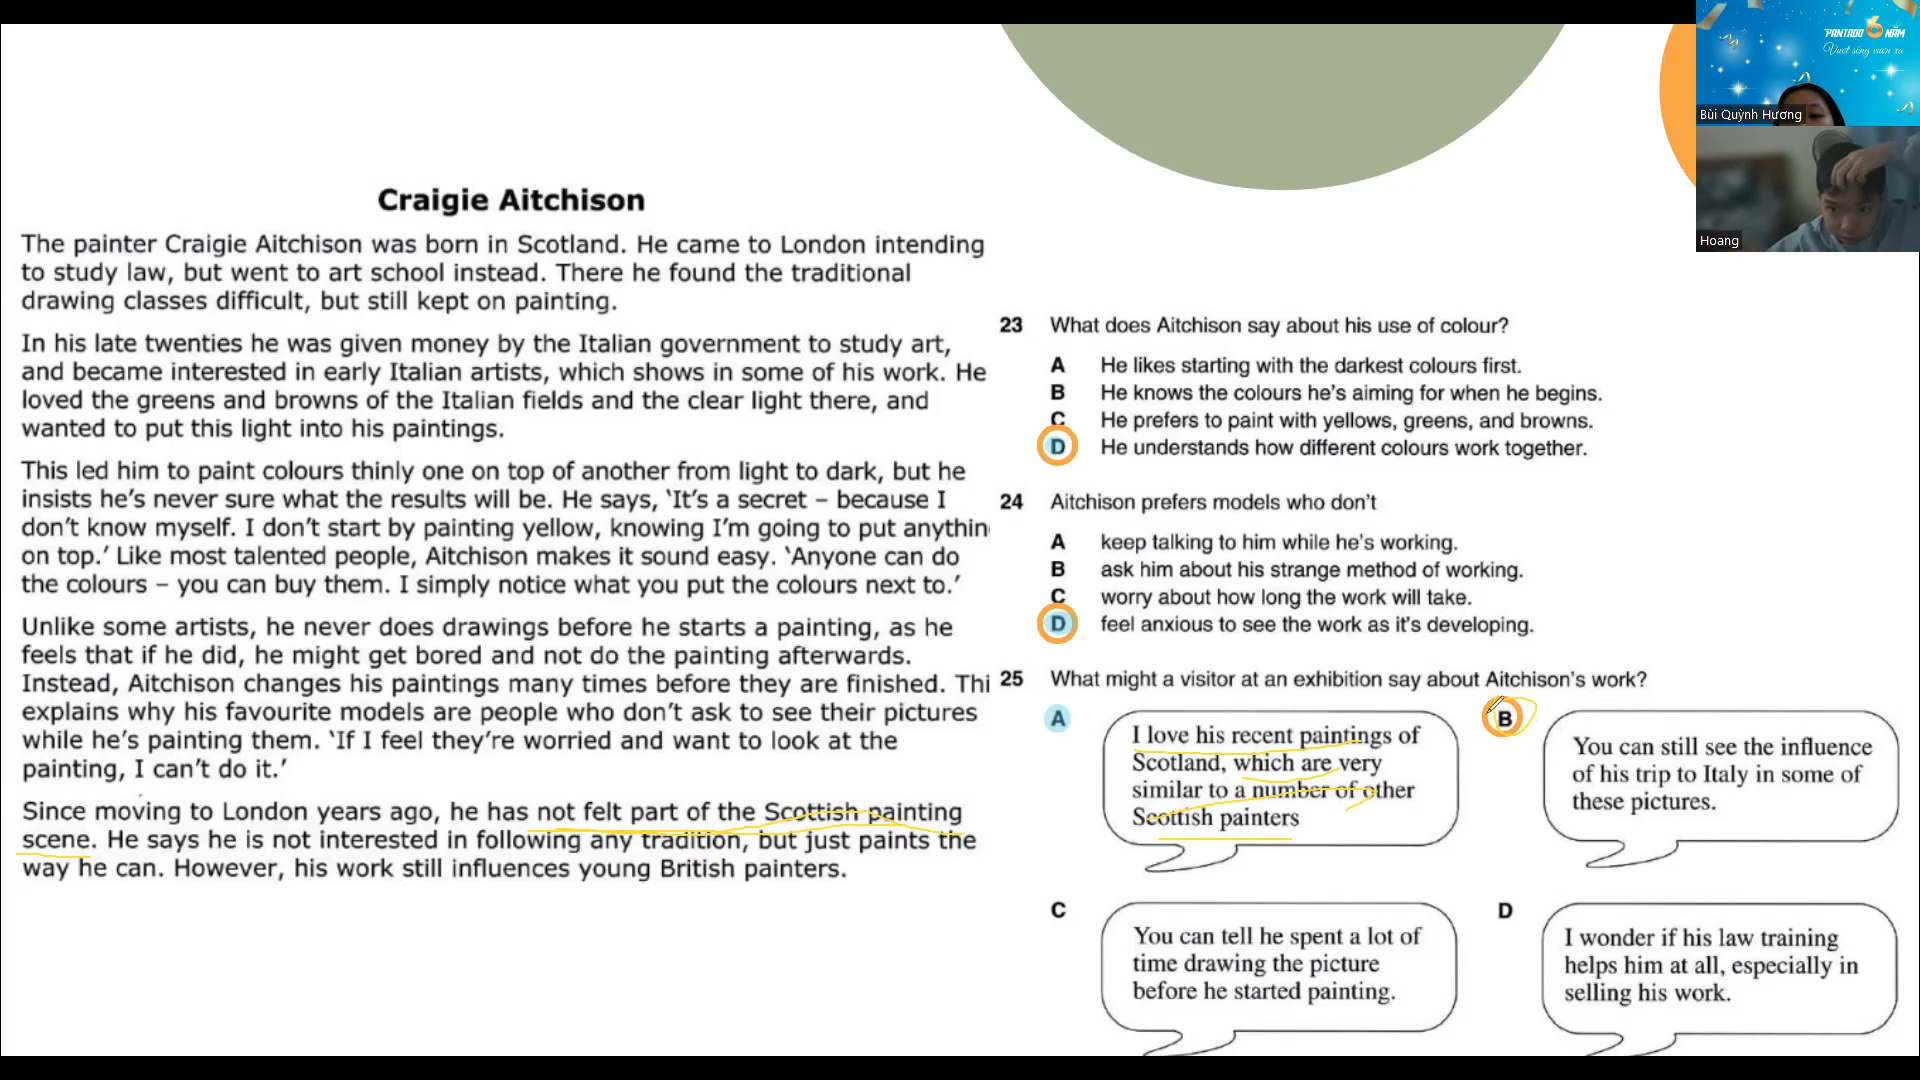 PANTADO 6 NĂM
Vượt sóng vươn xa
Bùi Quỳnh Hương
Hoang
Craigie Aitchison
The painter Craigie Aitchison was born in Scotland. He came to London intending
to study law, but went to art school instead. There he found the traditional
drawing classes difficult, but still kept on painting.
In his late twenties he was given money by the Italian government to study art,
and became interested in early Italian artists, which shows in some of his work. He
loved the greens and browns of the Italian fields and the clear light there, and
wanted to put this light into his paintings.
This led him to paint colours thinly one on top of another from light to dark, but he
insists he's never sure what the results will be. He says, ‘It's a secret – because I
don't know myself. I don't start by painting yellow, knowing I'm going to put anythin
on top.’ Like most talented people, Aitchison makes it sound easy. ‘Anyone can do
the colours – you can buy them. I simply notice what you put the colours next to.’
Unlike some artists, he never does drawings before he starts a painting, as he
feels that if he did, he might get bored and not do the painting afterwards.
Instead, Aitchison changes his paintings many times before they are finished. Thi
explains why his favourite models are people who don't ask to see their pictures
while he's painting them. ‘If I feel they're worried and want to look at the
painting, I can't do it.’
Since moving to London years ago, he has not felt part of the Scottish painting
scene. He says he is not interested in following any tradition, but just paints the
way he can. However, his work still influences young British painters.
23 What does Aitchison say about his use of colour?
A He likes starting with the darkest colours first.
B He knows the colours he's aiming for when he begins.
C He prefers to paint with yellows, greens, and browns.
D He understands how different colours work together.
24 Aitchison prefers models who don't
A keep talking to him while he's working.
B ask him about his strange method of working.
C worry about how long the work will take.
D feel anxious to see the work as it's developing.
25 What might a visitor at an exhibition say about Aitchison's work?
A
I love his recent paintings of
Scotland, which are very
similar to a number of other
Scottish painters
B
You can still see the influence
of his trip to Italy in some of
these pictures.
C
You can tell he spent a lot of
time drawing the picture
before he started painting.
D
I wonder if his law training
helps him at all, especially in
selling his work.